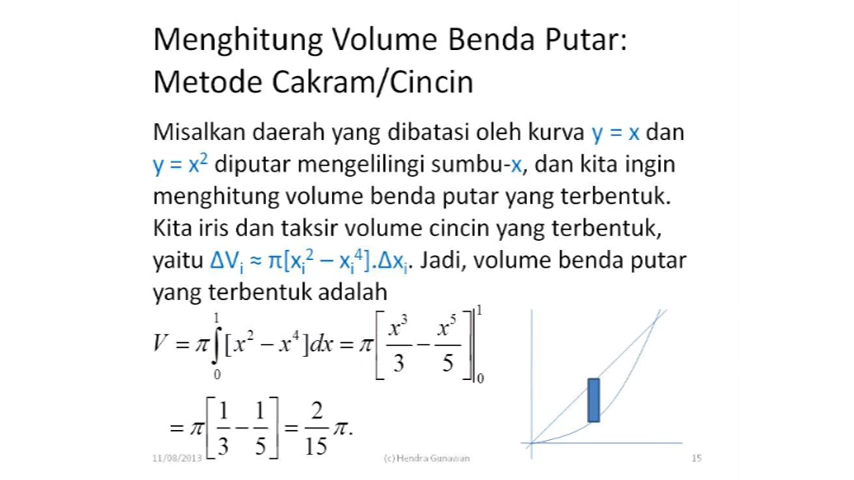 Menghitung Volume Benda Putar:
Metode Cakram/Cincin
Misalkan daerah yang dibatasi oleh kurva y = x dan
y = x² diputar mengelilingi sumbu-x, dan kita ingin
menghitung volume benda putar yang terbentuk.
Kita iris dan taksir volume cincin yang terbentuk,
yaitu ΔVᵢ ≈ π[xᵢ² – xᵢ⁴].Δxᵢ. Jadi, volume benda putar
yang terbentuk adalah
V = π∫₀¹[x² – x⁴]dx = π[x³/3 – x⁵/5]|₀¹
= π[1/3 – 1/5] = 2/15 π.
11/08/2013 (c) Hendra Gunawan 15